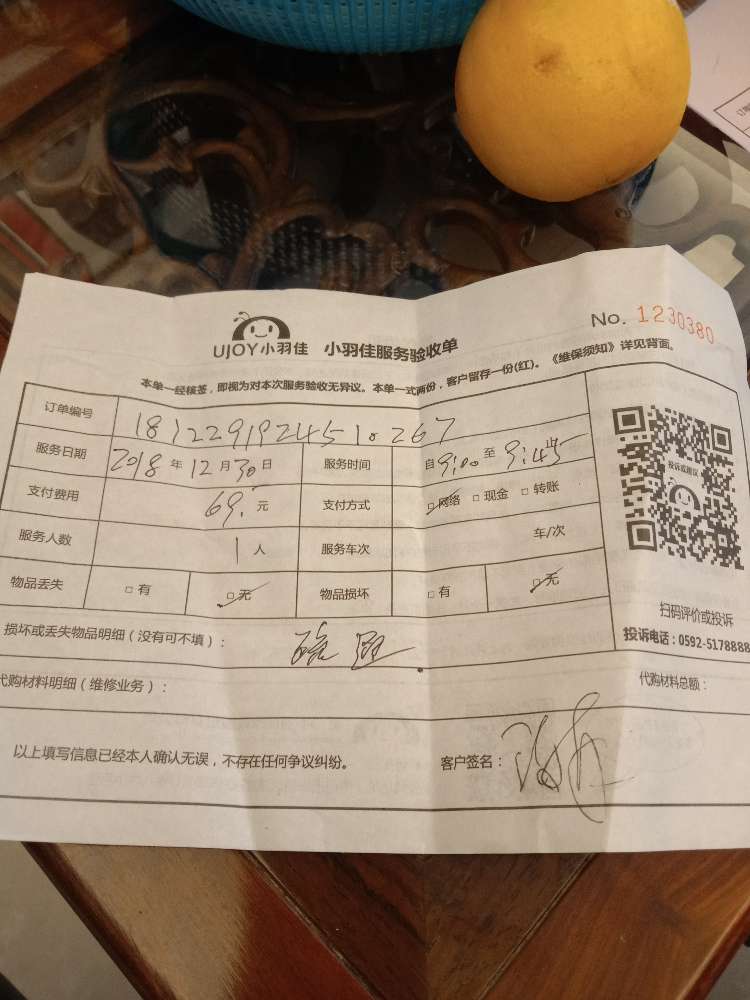 No. 1230380
UJOY小羽佳 小羽佳服务验收单
本单一经核签，即视为对本次服务验收无异议。本单一式两份，客户留存一份(红)。《维保须知》详见背面。
订单编号 181229192451.267
服务日期 2018 年 12 月 30 日 服务时间 自 9:00 至 9:45 止
支付费用 69. 元 支付方式 □ 网络 □ 现金 □ 转账
服务人数 1 人 服务车次 车/次
物品丢失 □ 有 □ 无 物品损坏 □ 有 □ 无
投诉或建议
扫码评价或投诉
投诉电话：0592-5178888
损坏或丢失物品明细（没有可不填）：
代购材料明细（维修业务）： 代购材料总额：
以上填写信息已经本人确认无误，不存在任何争议纠纷。 客户签名：